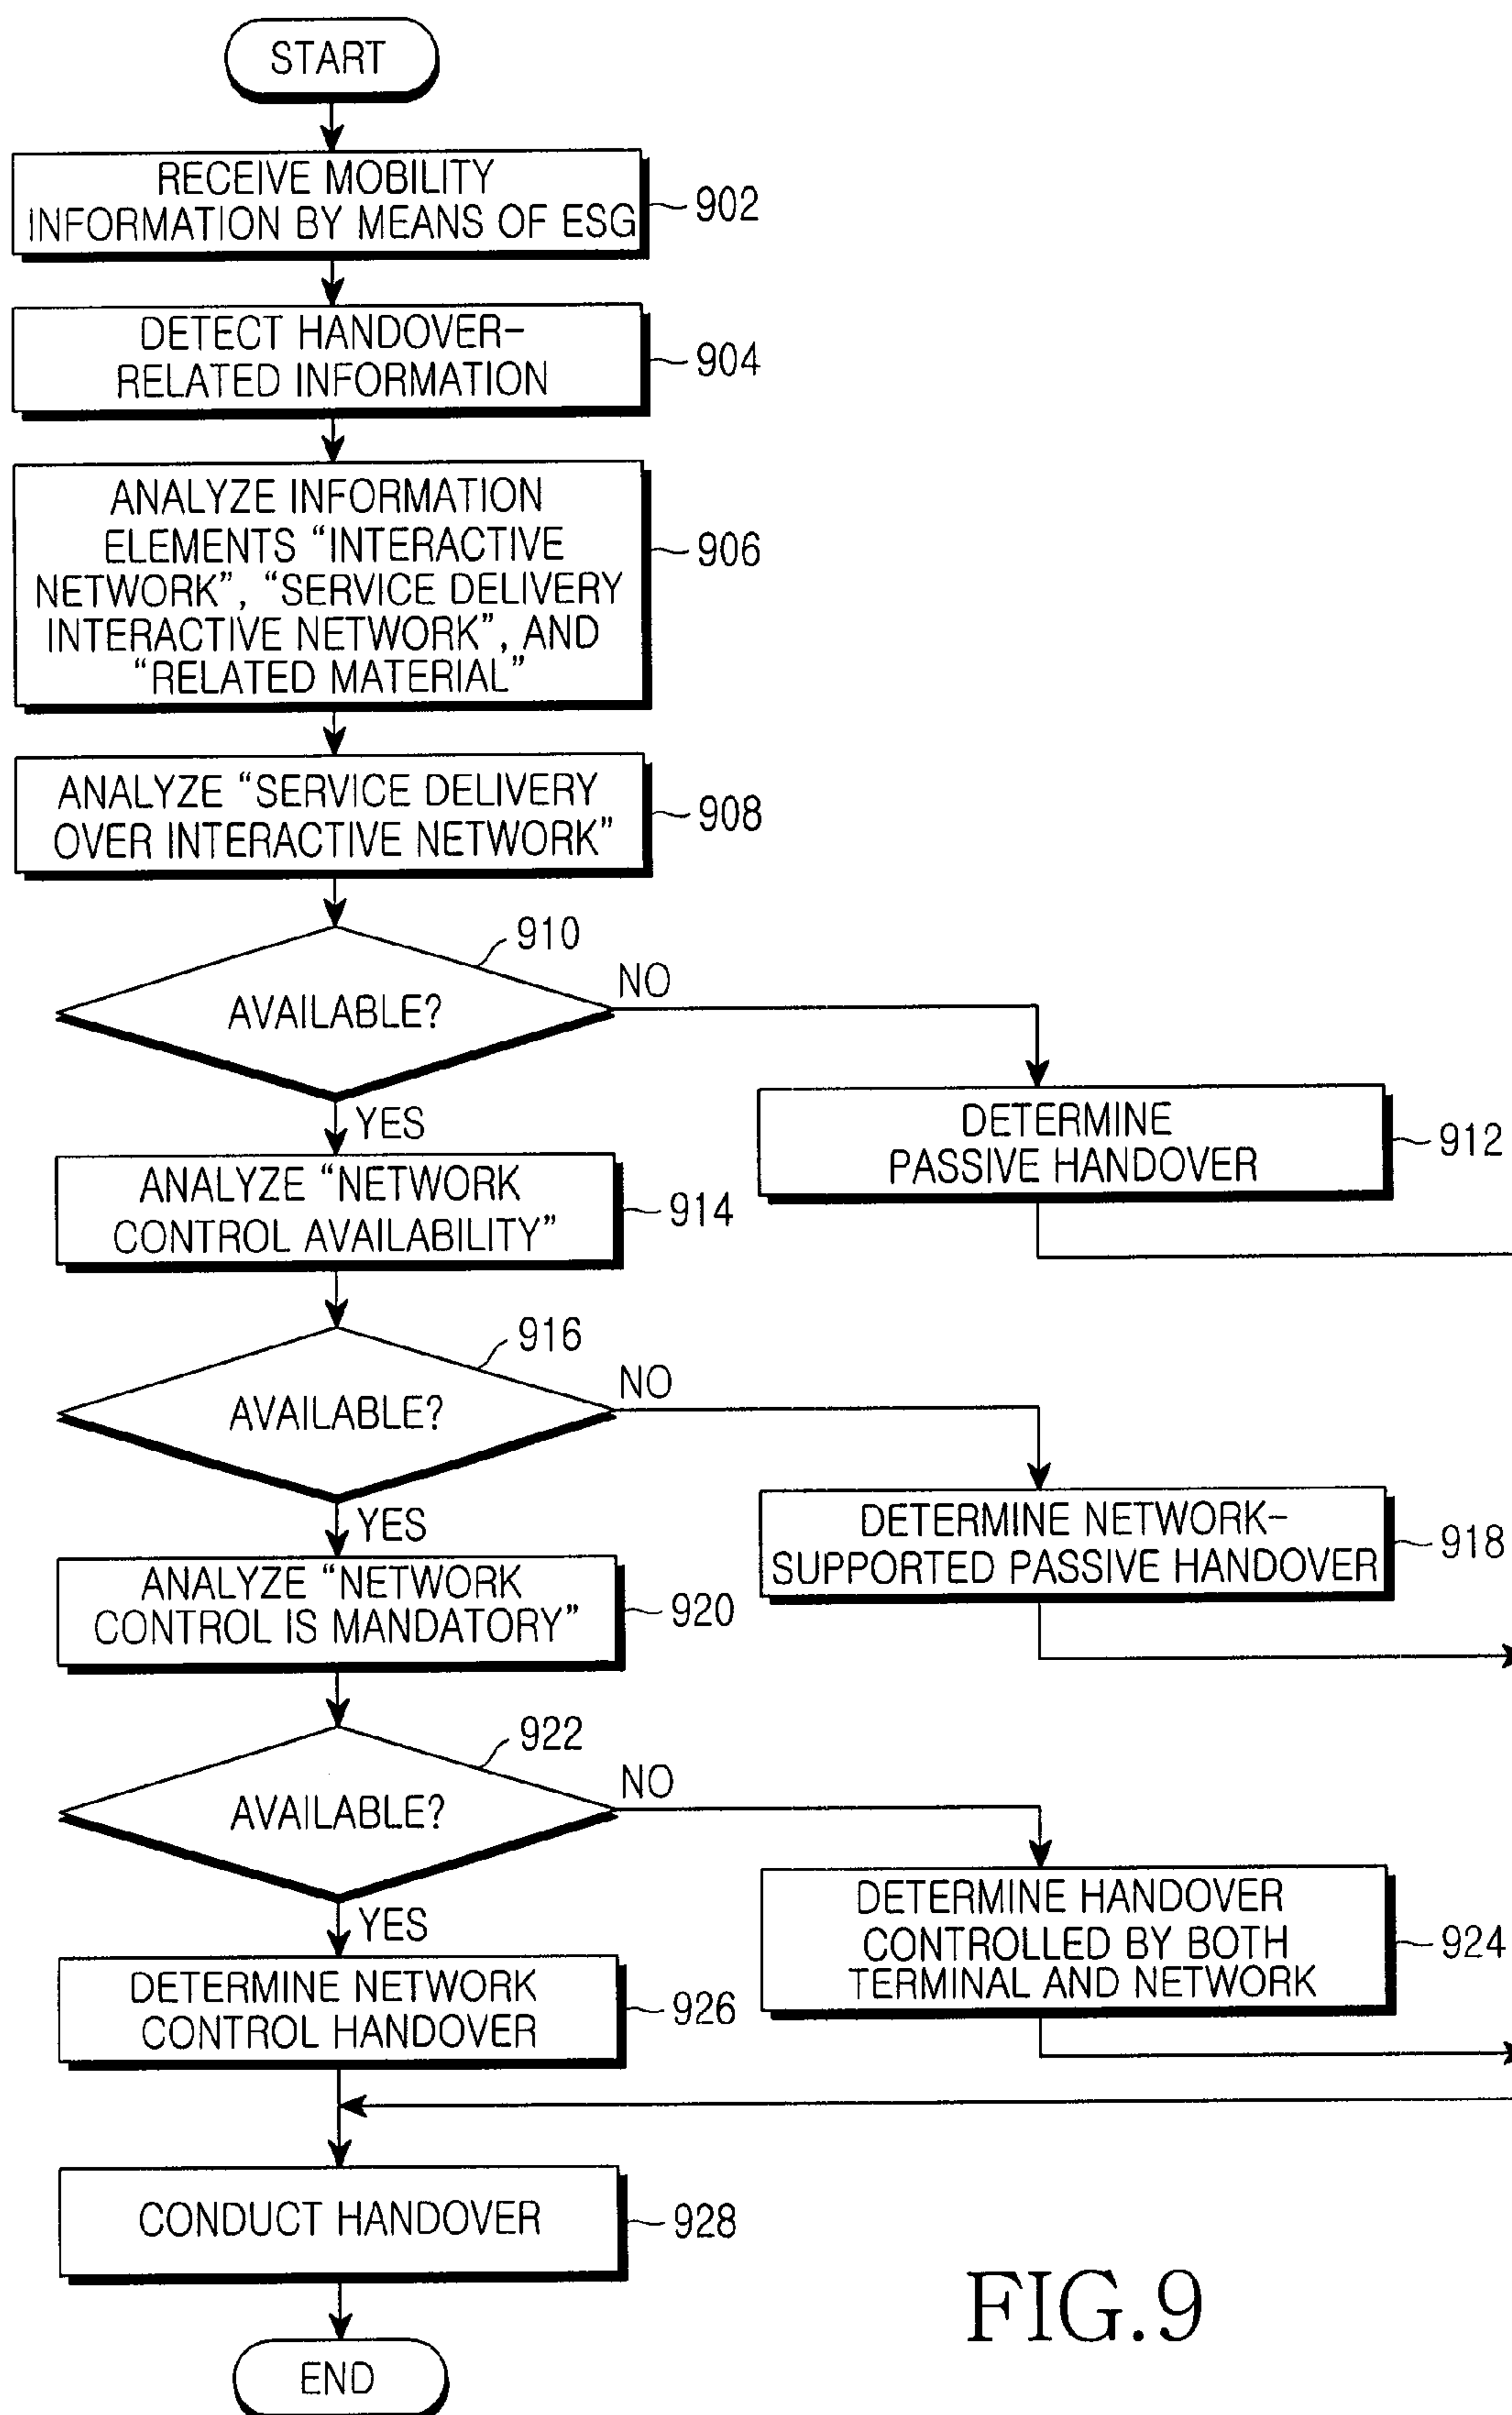 START
RECEIVE MOBILITY
INFORMATION BY MEANS OF ESG
902
DETECT HANDOVER-
RELATED INFORMATION
904
ANALYZE INFORMATION
ELEMENTS “INTERACTIVE
NETWORK”, “SERVICE DELIVERY
INTERACTIVE NETWORK”, AND
“RELATED MATERIAL”
906
ANALYZE “SERVICE DELIVERY
OVER INTERACTIVE NETWORK”
908
910
AVAILABLE?
NO
YES
DETERMINE
PASSIVE HANDOVER
912
ANALYZE “NETWORK
CONTROL AVAILABILITY”
914
916
AVAILABLE?
NO
YES
DETERMINE NETWORK-
SUPPORTED PASSIVE HANDOVER
918
ANALYZE “NETWORK
CONTROL IS MANDATORY”
920
922
AVAILABLE?
NO
YES
DETERMINE HANDOVER
CONTROLLED BY BOTH
TERMINAL AND NETWORK
924
DETERMINE NETWORK
CONTROL HANDOVER
926
CONDUCT HANDOVER
928
END
FIG.9